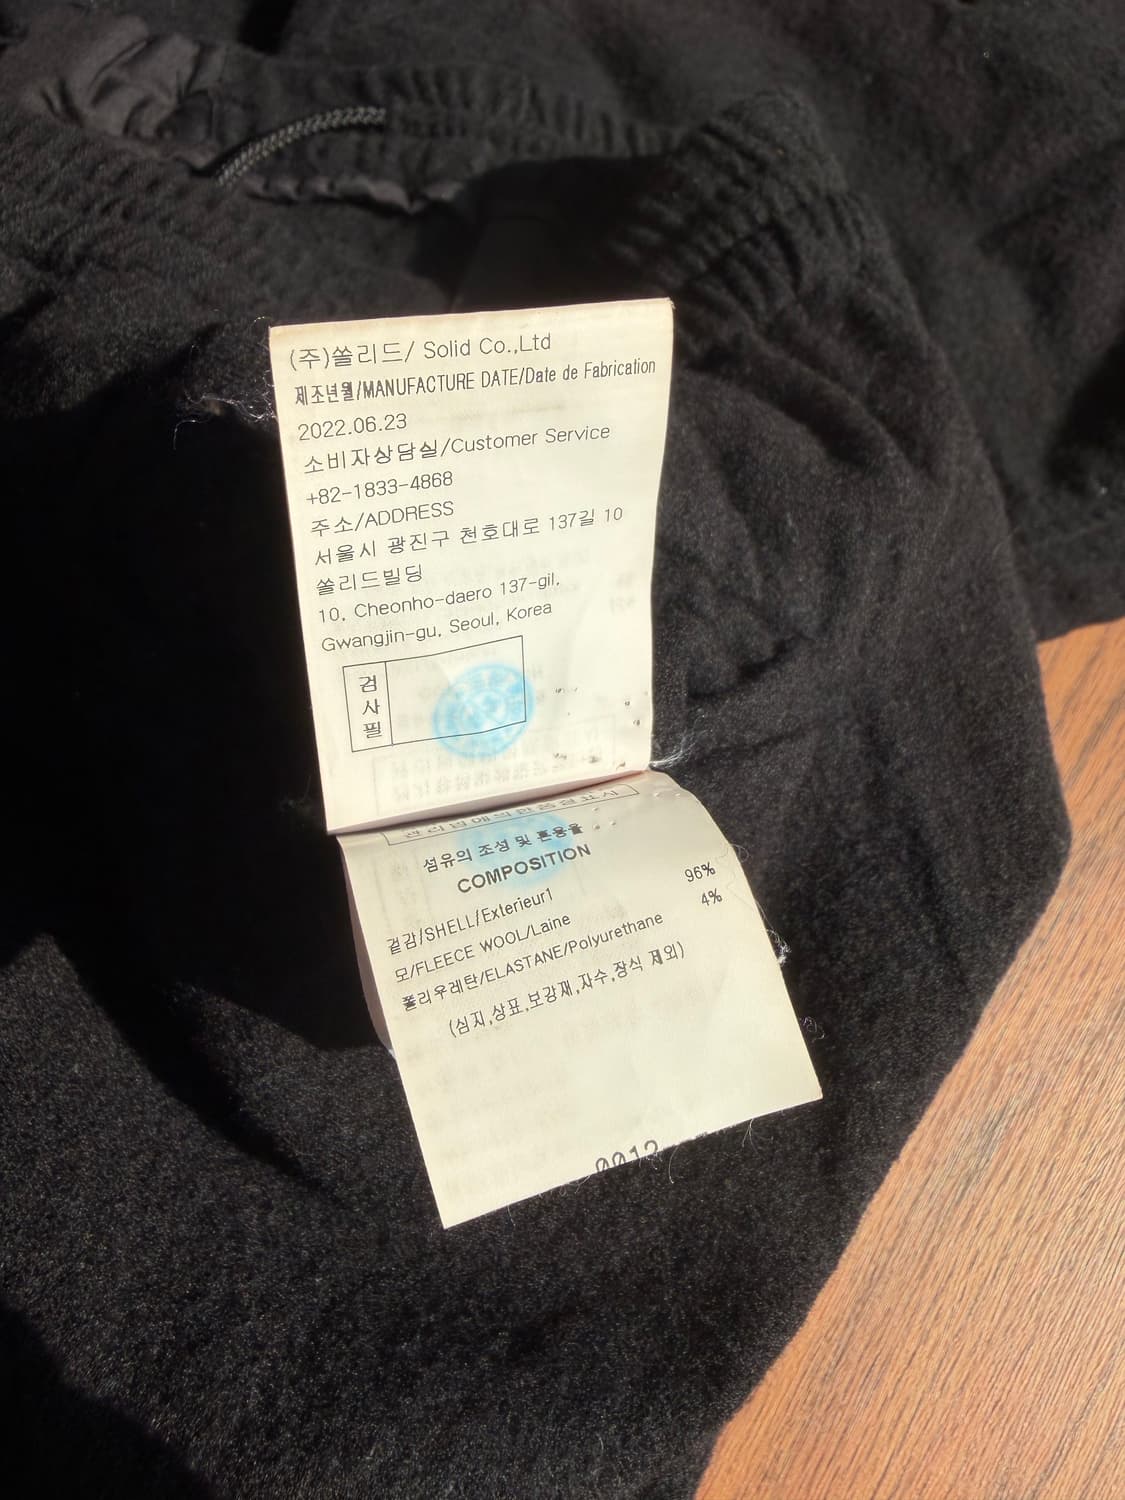 (주)쏠리드/ Solid Co.,Ltd
제조년월/MANUFACTURE DATE/Date de Fabrication
2022.06.23
소비자상담실/Customer Service
+82-1833-4868
주소/ADDRESS
서울시 광진구 천호대로 137길 10
쏠리드빌딩
10, Cheonho-daero 137-gil,
Gwangjin-gu, Seoul, Korea
검
사
필
섬유의 조성 및 혼용율
COMPOSITION
겉감/SHELL/Exterieur1
모/FLEECE WOOL/Laine 96%
폴리우레탄/ELASTANE/Polyurethane 4%
(심지,상표,보강재,자수,장식 제외)
0012